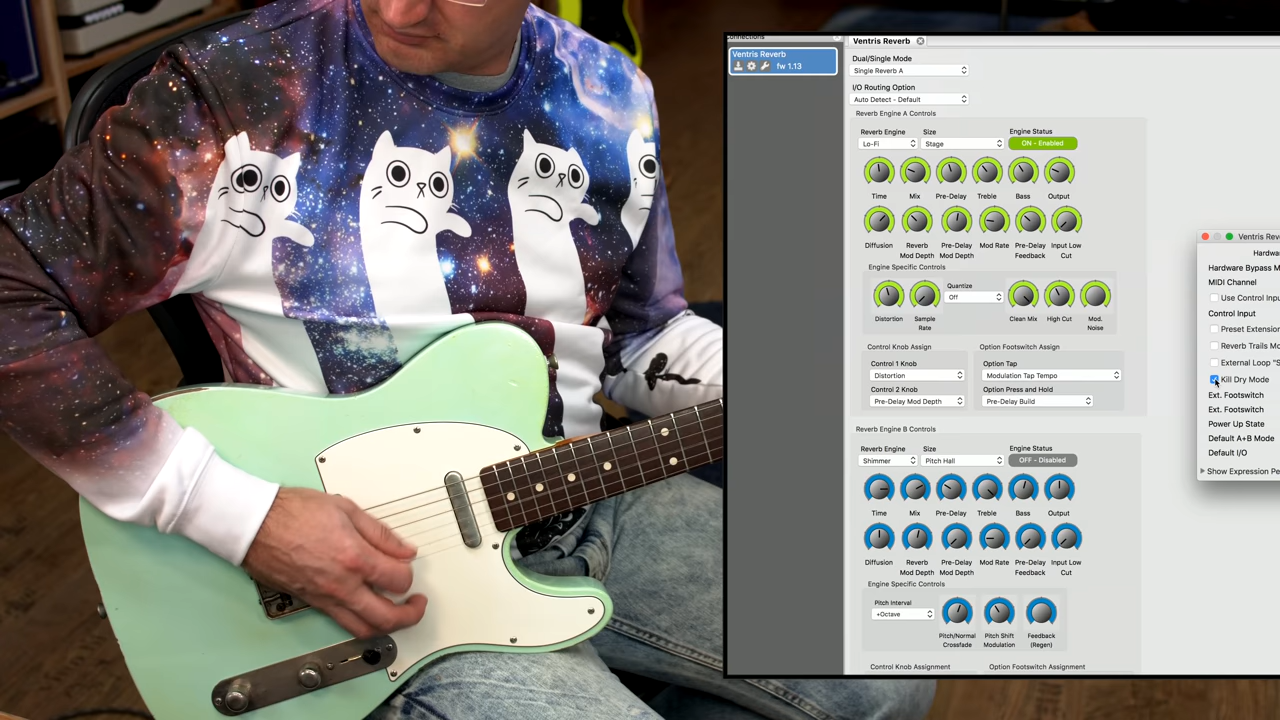 Ventris Reverb
fw 1.13
Ventris Reverb
Dual/Single Mode
Single Reverb A
I/O Routing Option
Auto Detect - Default
Reverb Engine A Controls
Reverb Engine Size Engine Status
Lo-Fi Stage ON - Enabled
Time Mix Pre-Delay Treble Bass Output
Diffusion Reverb Mod Depth Pre-Delay Mod Depth Mod Rate Pre-Delay Feedback Input Low Cut
Engine Specific Controls
Quantize
Off
Distortion Sample Rate Clean Mix High Cut Mod. Noise
Control Knob Assign
Control 1 Knob
Distortion
Control 2 Knob
Pre-Delay Mod Depth
Option Footswitch Assign
Option Tap
Modulation Tap Tempo
Option Press and Hold
Pre-Delay Build
Reverb Engine B Controls
Reverb Engine Size Engine Status
Shimmer Pitch Hall OFF - Disabled
Time Mix Pre-Delay Treble Bass Output
Diffusion Reverb Mod Depth Pre-Delay Mod Depth Mod Rate Pre-Delay Feedback Input Low Cut
Engine Specific Controls
Pitch Interval
+Octave
Pitch/Normal Crossfade Pitch Shift Modulation Feedback (Regen)
Control Knob Assignment Option Footswitch Assignment
Ventris
Hardware Bypass
MIDI Channel
Use Control
Control Input
Preset
Reverb Trails
External Loop
Kill Dry Mode
Ext. Footswitch
Ext. Footswitch
Power Up State
Default A+B Mode
Default I/O
Show Expression